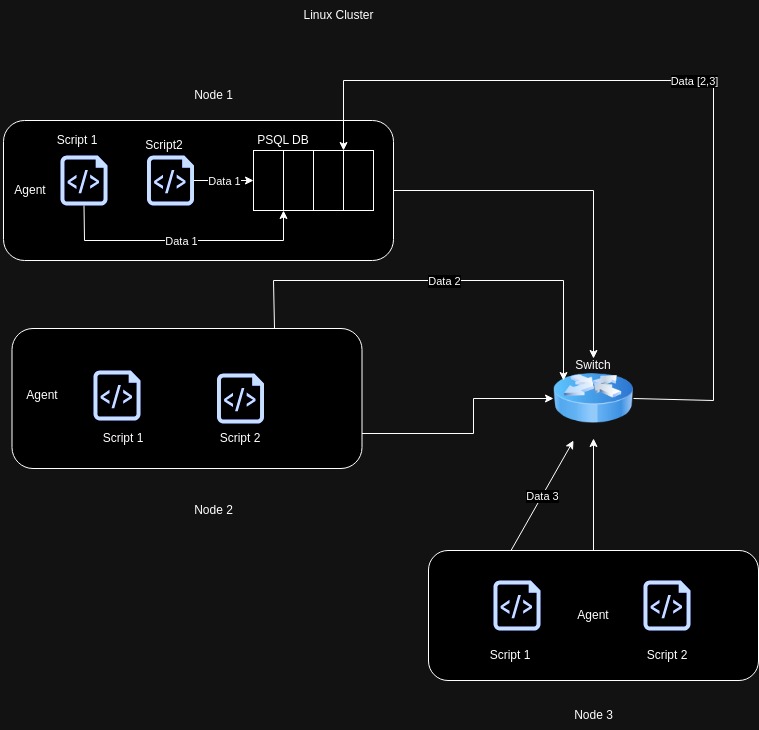 Linux Cluster
Data [2,3]
Node 1
Script 1
Script2
PSQL DB
</>
</>
Data 1
Agent
Data 1
Data 2
Switch
Agent
</>
</>
Script 1
Script 2
Data 3
Node 2
</>
Agent
</>
Script 1
Script 2
Node 3